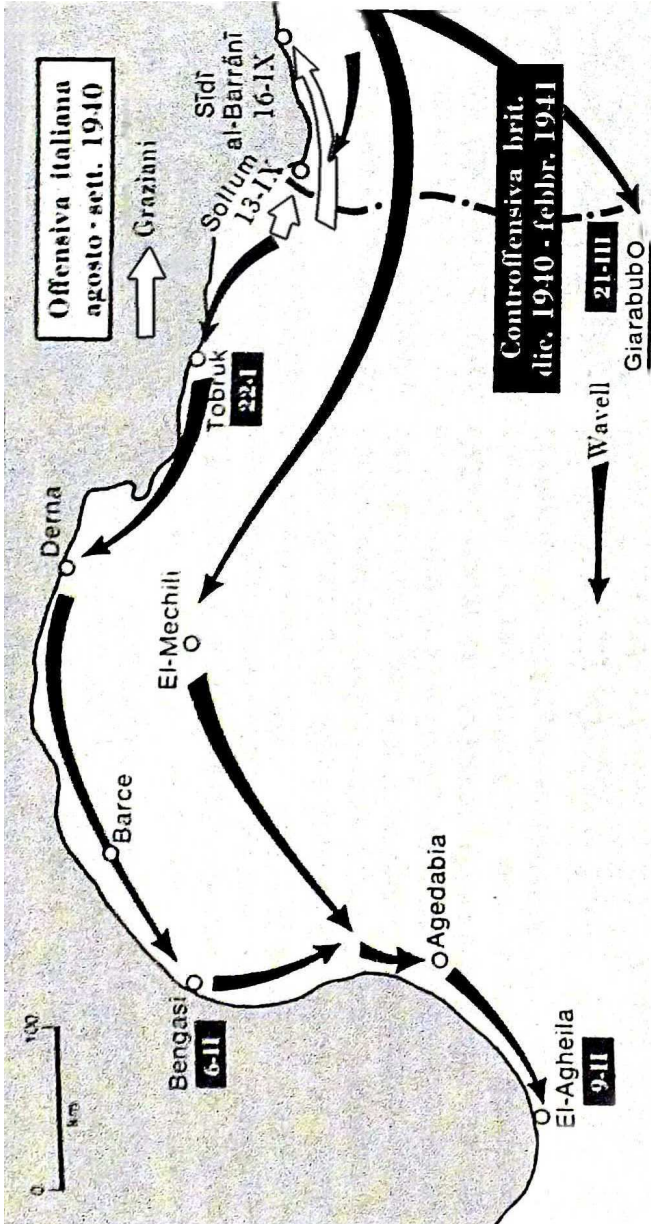 0 100
km
Bengasi
6-II
Barce
Derna
El-Mechili
Agedabia
El-Agheila
9-II
Tobruk
22-I
Sollum
13-IX
Sīdī
al-Barrānī
16-IX
Offensiva italiana
agosto - sett. 1940
Graziani
Controffensiva brit.
dic. 1940 - febbr. 1941
Wavell
21-III
Giarabub